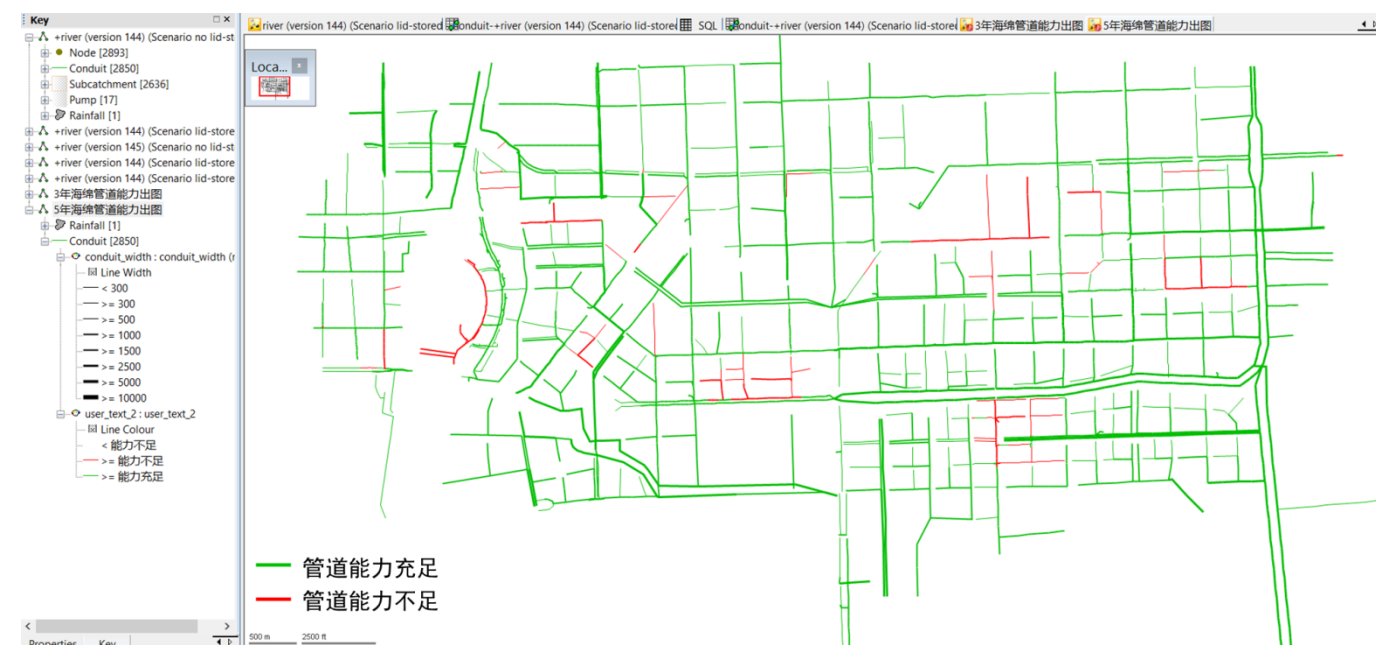 Key
+river (version 144) (Scenario no lid-st
Node [2893]
Conduit [2850]
Subcatchment [2636]
Pump [17]
Rainfall [1]
+river (version 144) (Scenario lid-store
+river (version 145) (Scenario no lid-st
+river (version 144) (Scenario lid-store
+river (version 144) (Scenario lid-store
3年海绵管道能力出图
5年海绵管道能力出图
Rainfall [1]
Conduit [2850]
conduit_width : conduit_width (r
Line Width
< 300
>= 300
>= 500
>= 1000
>= 1500
>= 2500
>= 5000
>= 10000
user_text_2 : user_text_2
Line Colour
< 能力不足
>= 能力不足
>= 能力充足
Properties Key
river (version 144) (Scenario lid-stored onduit-+river (version 144) (Scenario lid-storel SQL onduit-+river (version 144) (Scenario lid-storel 3年海绵管道能力出图 5年海绵管道能力出图
Loca...
管道能力充足
管道能力不足
500 m 2500 ft